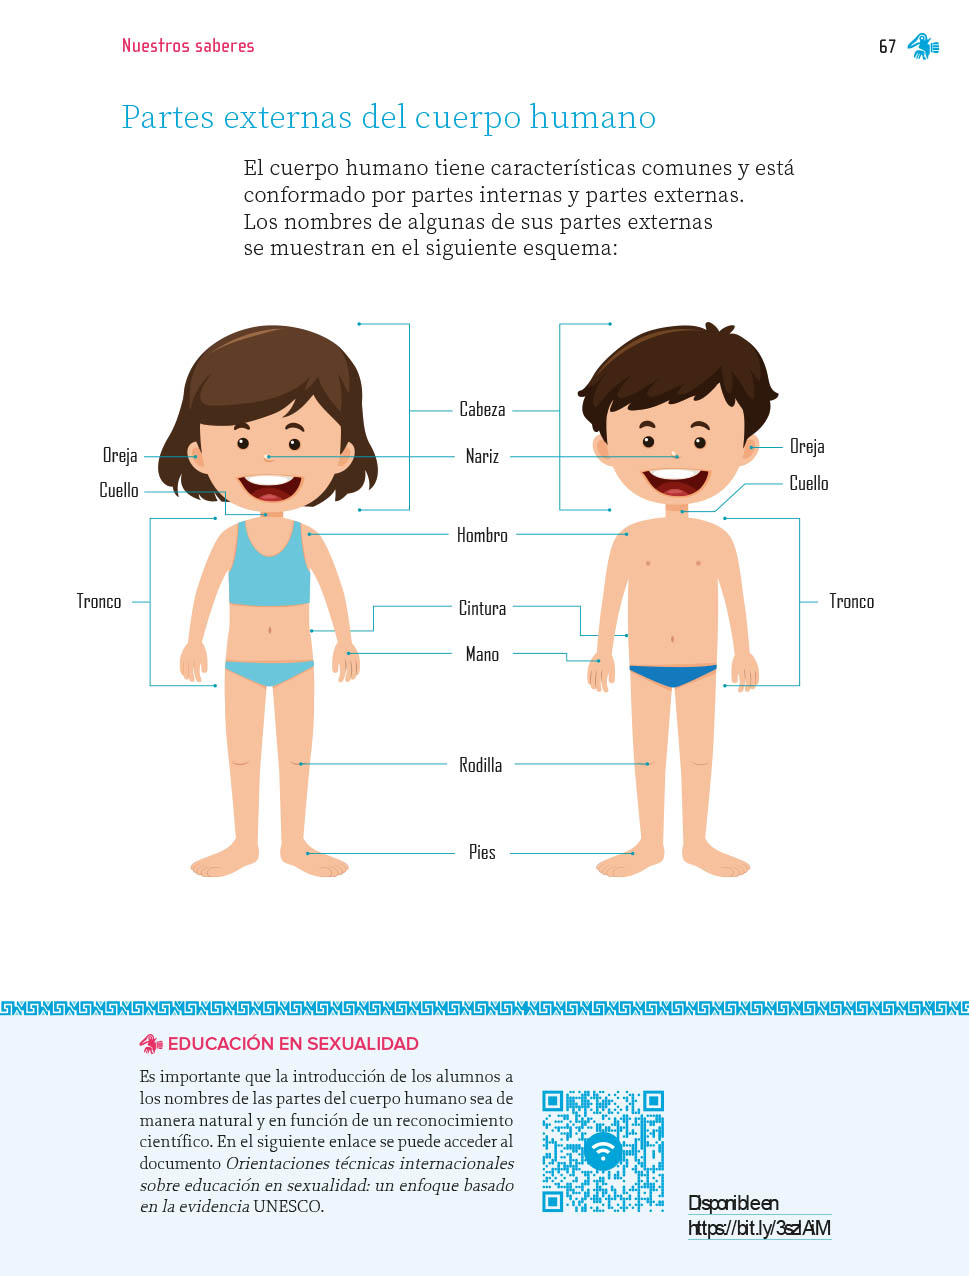 Nuestros saberes
67
Partes externas del cuerpo humano
El cuerpo humano tiene características comunes y está
conformado por partes internas y partes externas.
Los nombres de algunas de sus partes externas
se muestran en el siguiente esquema:
Cabeza
Oreja
Nariz
Oreja
Cuello
Cuello
Hombro
Tronco
Cintura
Tronco
Mano
Rodilla
Pies
EDUCACIÓN EN SEXUALIDAD
Es importante que la introducción de los alumnos a
los nombres de las partes del cuerpo humano sea de
manera natural y en función de un reconocimiento
científico. En el siguiente enlace se puede acceder al
documento Orientaciones técnicas internacionales
sobre educación en sexualidad: un enfoque basado
en la evidencia UNESCO.
Disponible en